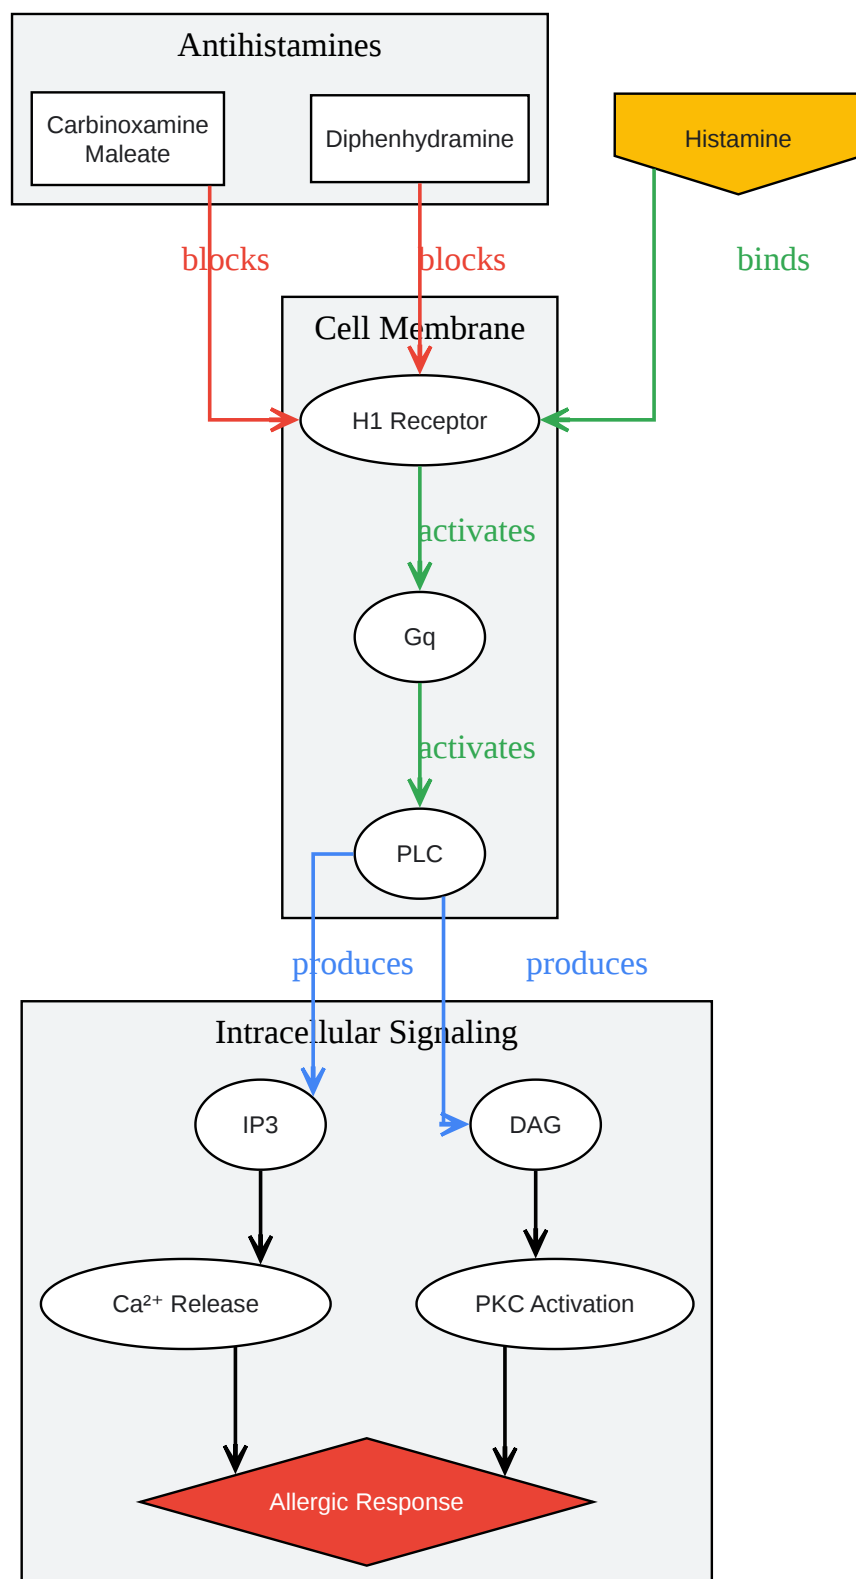 Antihistamines
Carbinoxamine
Maleate
Diphenhydramine
Histamine
blocks
blocks
binds
Cell Membrane
H1 Receptor
activates
Gq
activates
PLC
produces
produces
Intracellular Signaling
IP3
DAG
Ca²⁺ Release
PKC Activation
Allergic Response